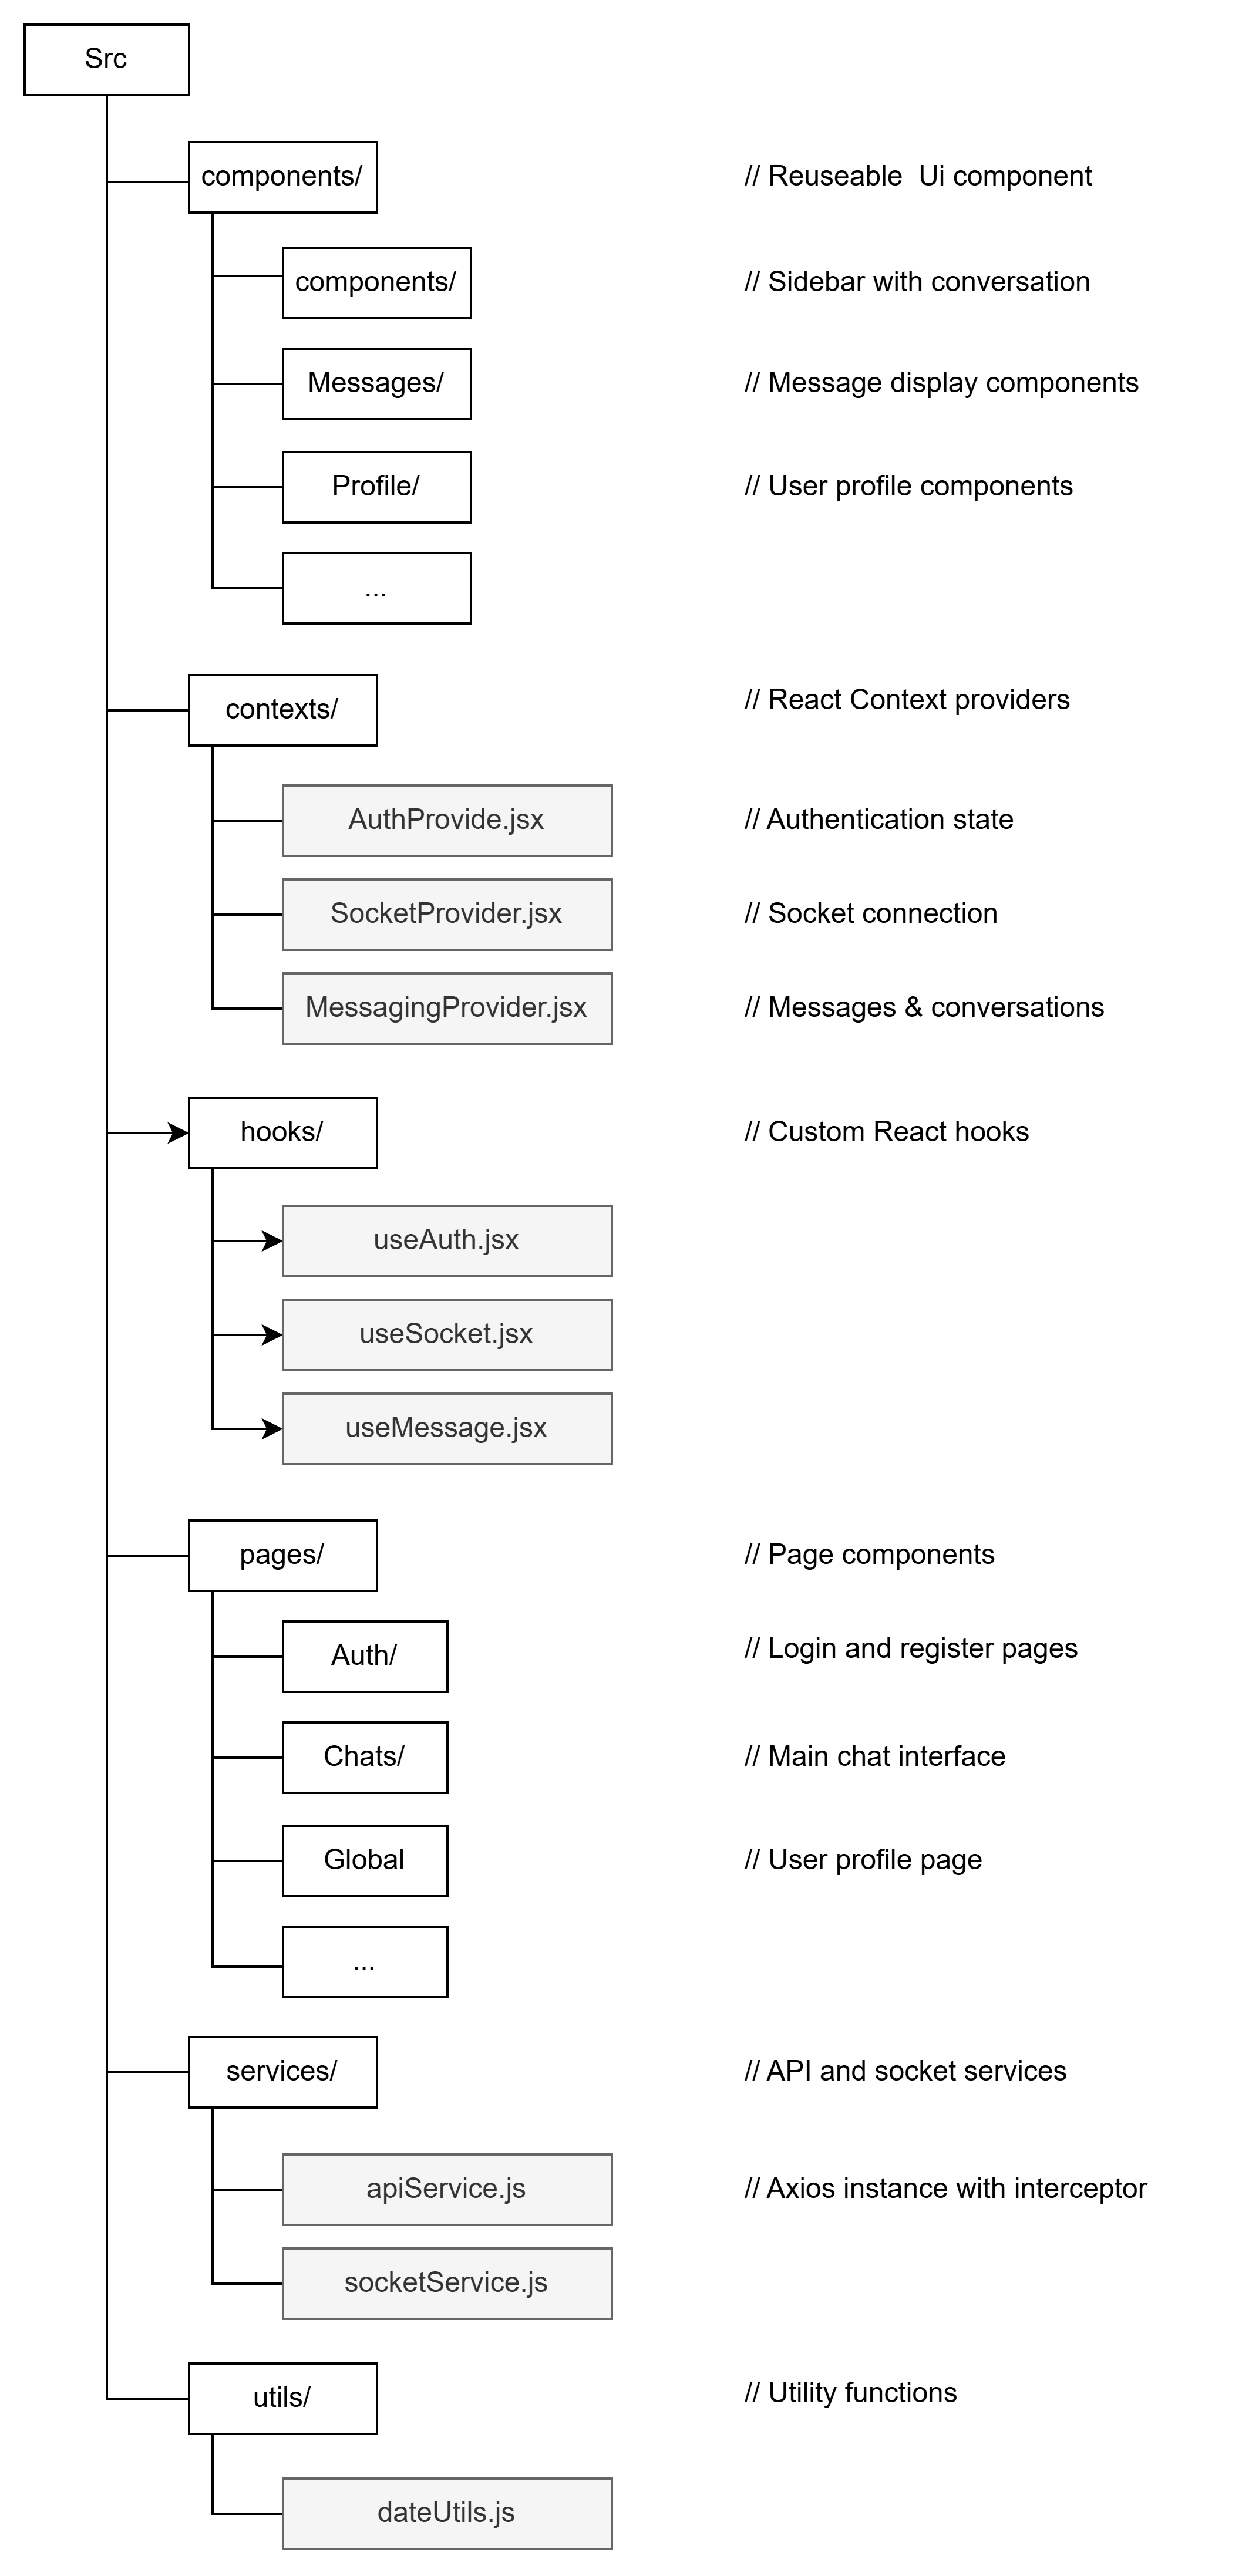 Src
components/ // Reuseable  Ui component
components/ // Sidebar with conversation
Messages/ // Message display components
Profile/ // User profile components
...
contexts/ // React Context providers
AuthProvide.jsx // Authentication state
SocketProvider.jsx // Socket connection
MessagingProvider.jsx // Messages & conversations
hooks/ // Custom React hooks
useAuth.jsx
useSocket.jsx
useMessage.jsx
pages/ // Page components
Auth/ // Login and register pages
Chats/ // Main chat interface
Global // User profile page
...
services/ // API and socket services
apiService.js // Axios instance with interceptor
socketService.js
utils/ // Utility functions
dateUtils.js